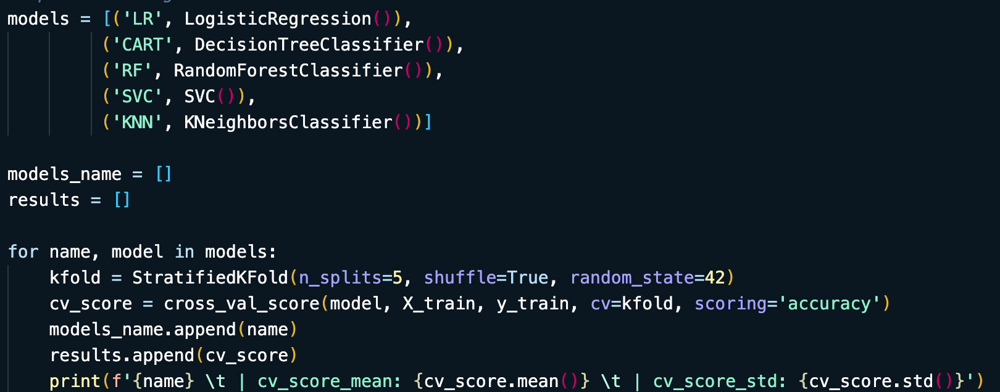 models = [('LR', LogisticRegression()),
('CART', DecisionTreeClassifier()),
('RF', RandomForestClassifier()),
('SVC', SVC()),
('KNN', KNeighborsClassifier())]
models_name = []
results = []
for name, model in models:
kfold = StratifiedKFold(n_splits=5, shuffle=True, random_state=42)
cv_score = cross_val_score(model, X_train, y_train, cv=kfold, scoring='accuracy')
models_name.append(name)
results.append(cv_score)
print(f'{name} \t | cv_score_mean: {cv_score.mean()} \t | cv_score_std: {cv_score.std()}')